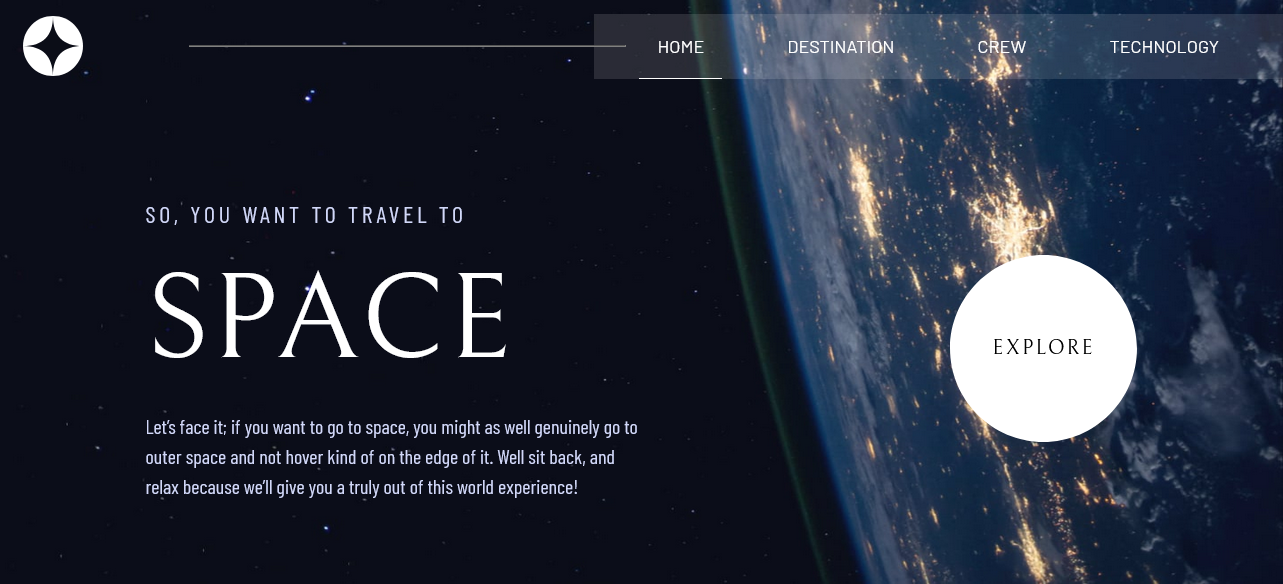 HOME DESTINATION CREW TECHNOLOGY
SO, YOU WANT TO TRAVEL TO
SPACE
EXPLORE
Let's face it; if you want to go to space, you might as well genuinely go to
outer space and not hover kind of on the edge of it. Well sit back, and
relax because we'll give you a truly out of this world experience!